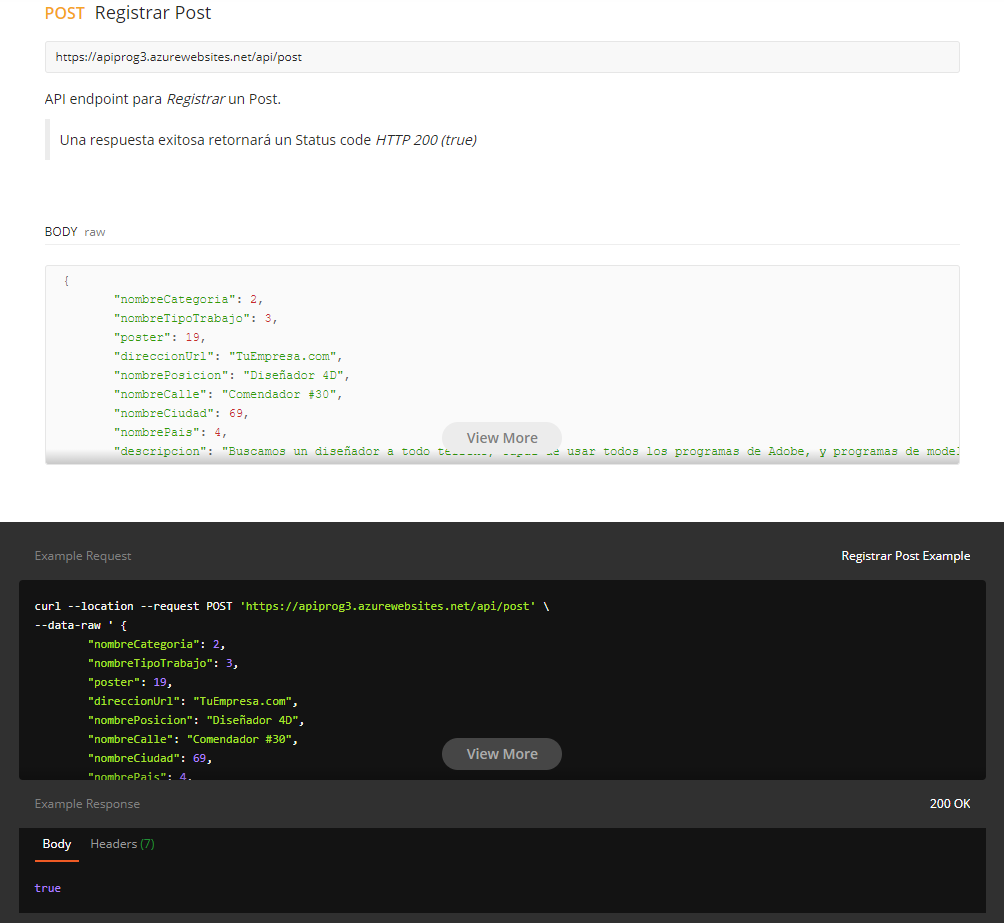 POST Registrar Post
https://apiprog3.azurewebsites.net/api/post
API endpoint para Registrar un Post.
Una respuesta exitosa retornará un Status code HTTP 200 (true)
BODY raw
{
"nombreCategoria": 2,
"nombreTipoTrabajo": 3,
"poster": 19,
"direccionUrl": "TuEmpresa.com",
"nombrePosicion": "Diseñador 4D",
"nombreCalle": "Comendador #30",
"nombreCiudad": 69,
"nombrePais": 4,
View More
"descripcion": "Buscamos un diseñador a todo usar todos los programas de Adobe, y programas de model
Example Request
Registrar Post Example
curl --location --request POST 'https://apiprog3.azurewebsites.net/api/post' \
--data-raw ' {
"nombreCategoria": 2,
"nombreTipoTrabajo": 3,
"poster": 19,
"direccionUrl": "TuEmpresa.com",
"nombrePosicion": "Diseñador 4D",
"nombreCalle": "Comendador #30",
"nombreCiudad": 69,
View More
"nombrePais": 4,
Example Response
200 OK
Body Headers (7)
true